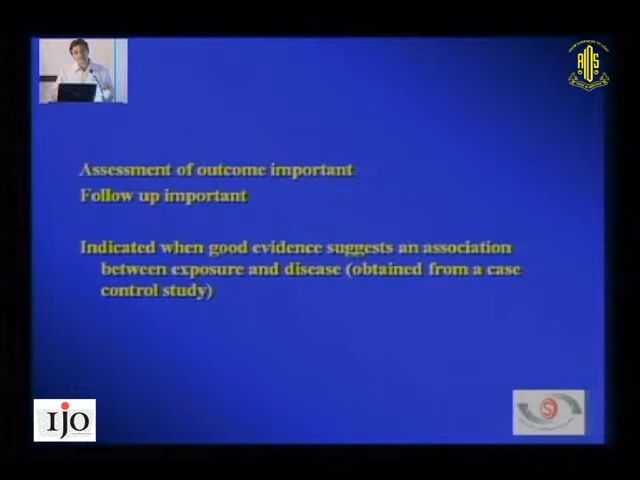 AIOS
Assessment of outcome important
Follow up important
Indicated when good evidence suggests an association
between exposure and disease (obtained from a case
control study)
IJO
S